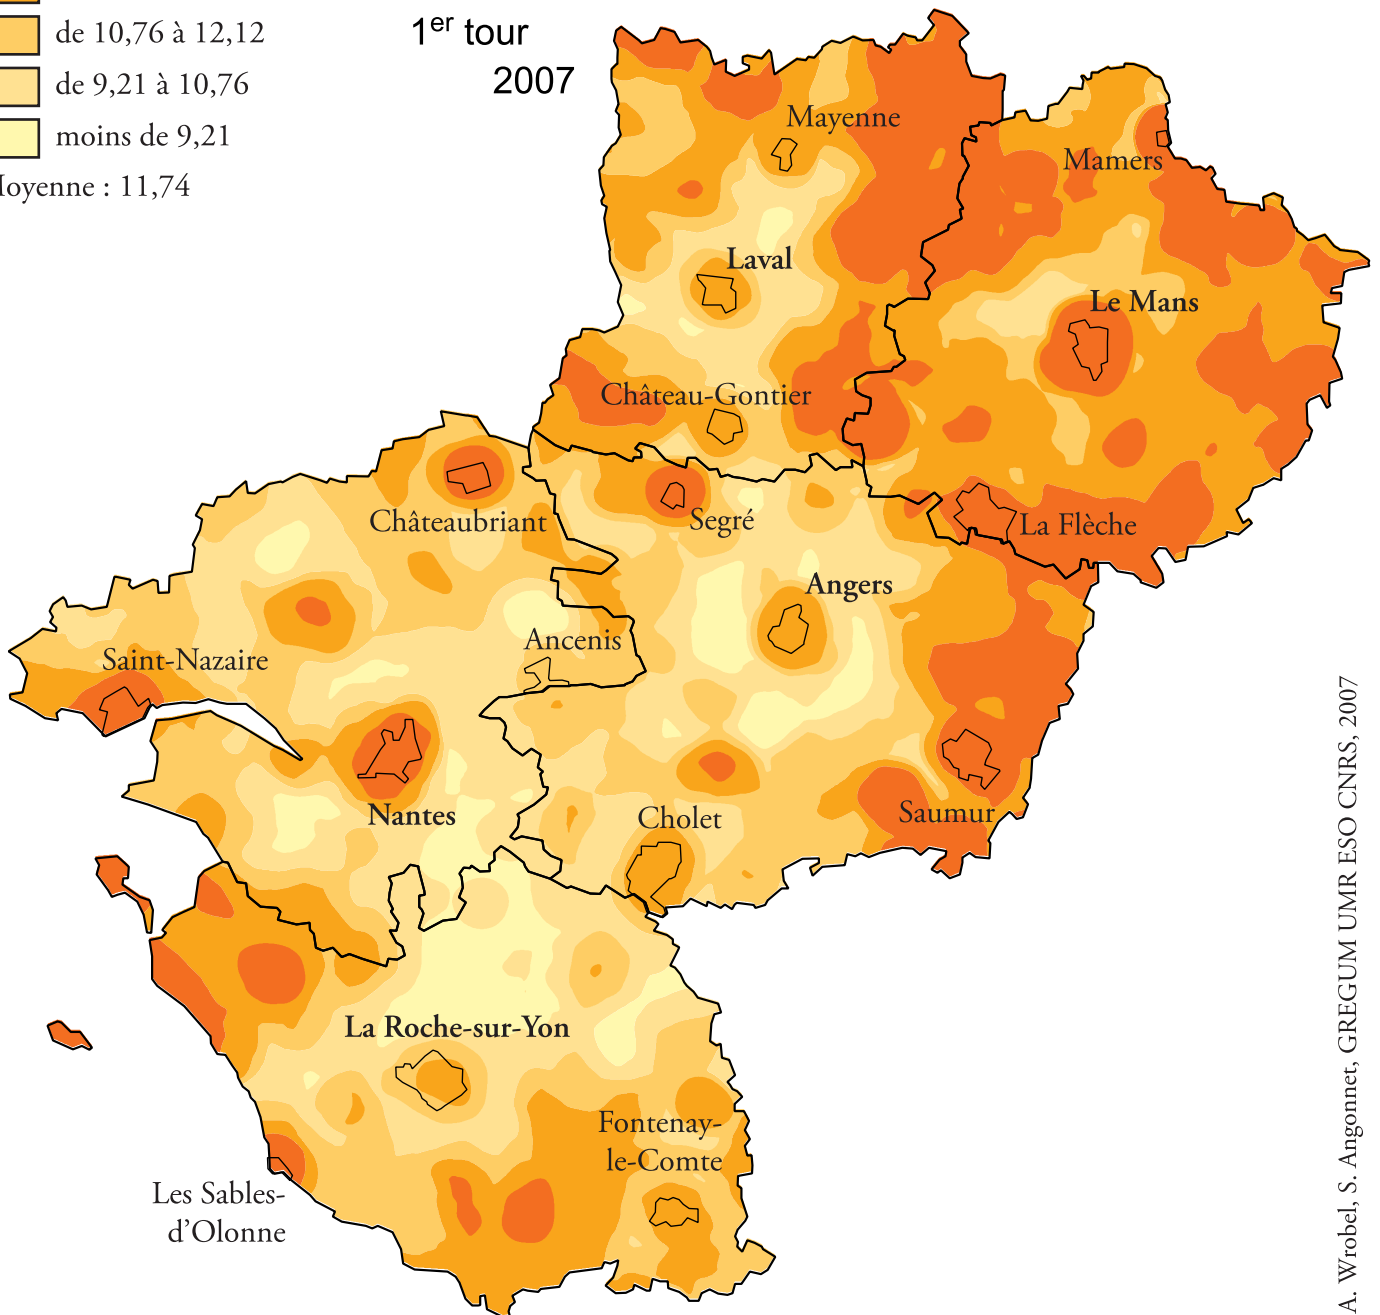 de 10,76 à 12,12
de 9,21 à 10,76
moins de 9,21
Moyenne : 11,74
1er tour
2007
Mayenne
Mamers
Laval
Le Mans
Château-Gontier
Châteaubriant
Segré
La Flèche
Angers
Ancenis
Saint-Nazaire
Nantes
Cholet
Saumur
La Roche-sur-Yon
Fontenay-
le-Comte
Les Sables-
d’Olonne
A. Wrobel, S. Angonnet, GREGUM UMR ESO CNRS, 2007